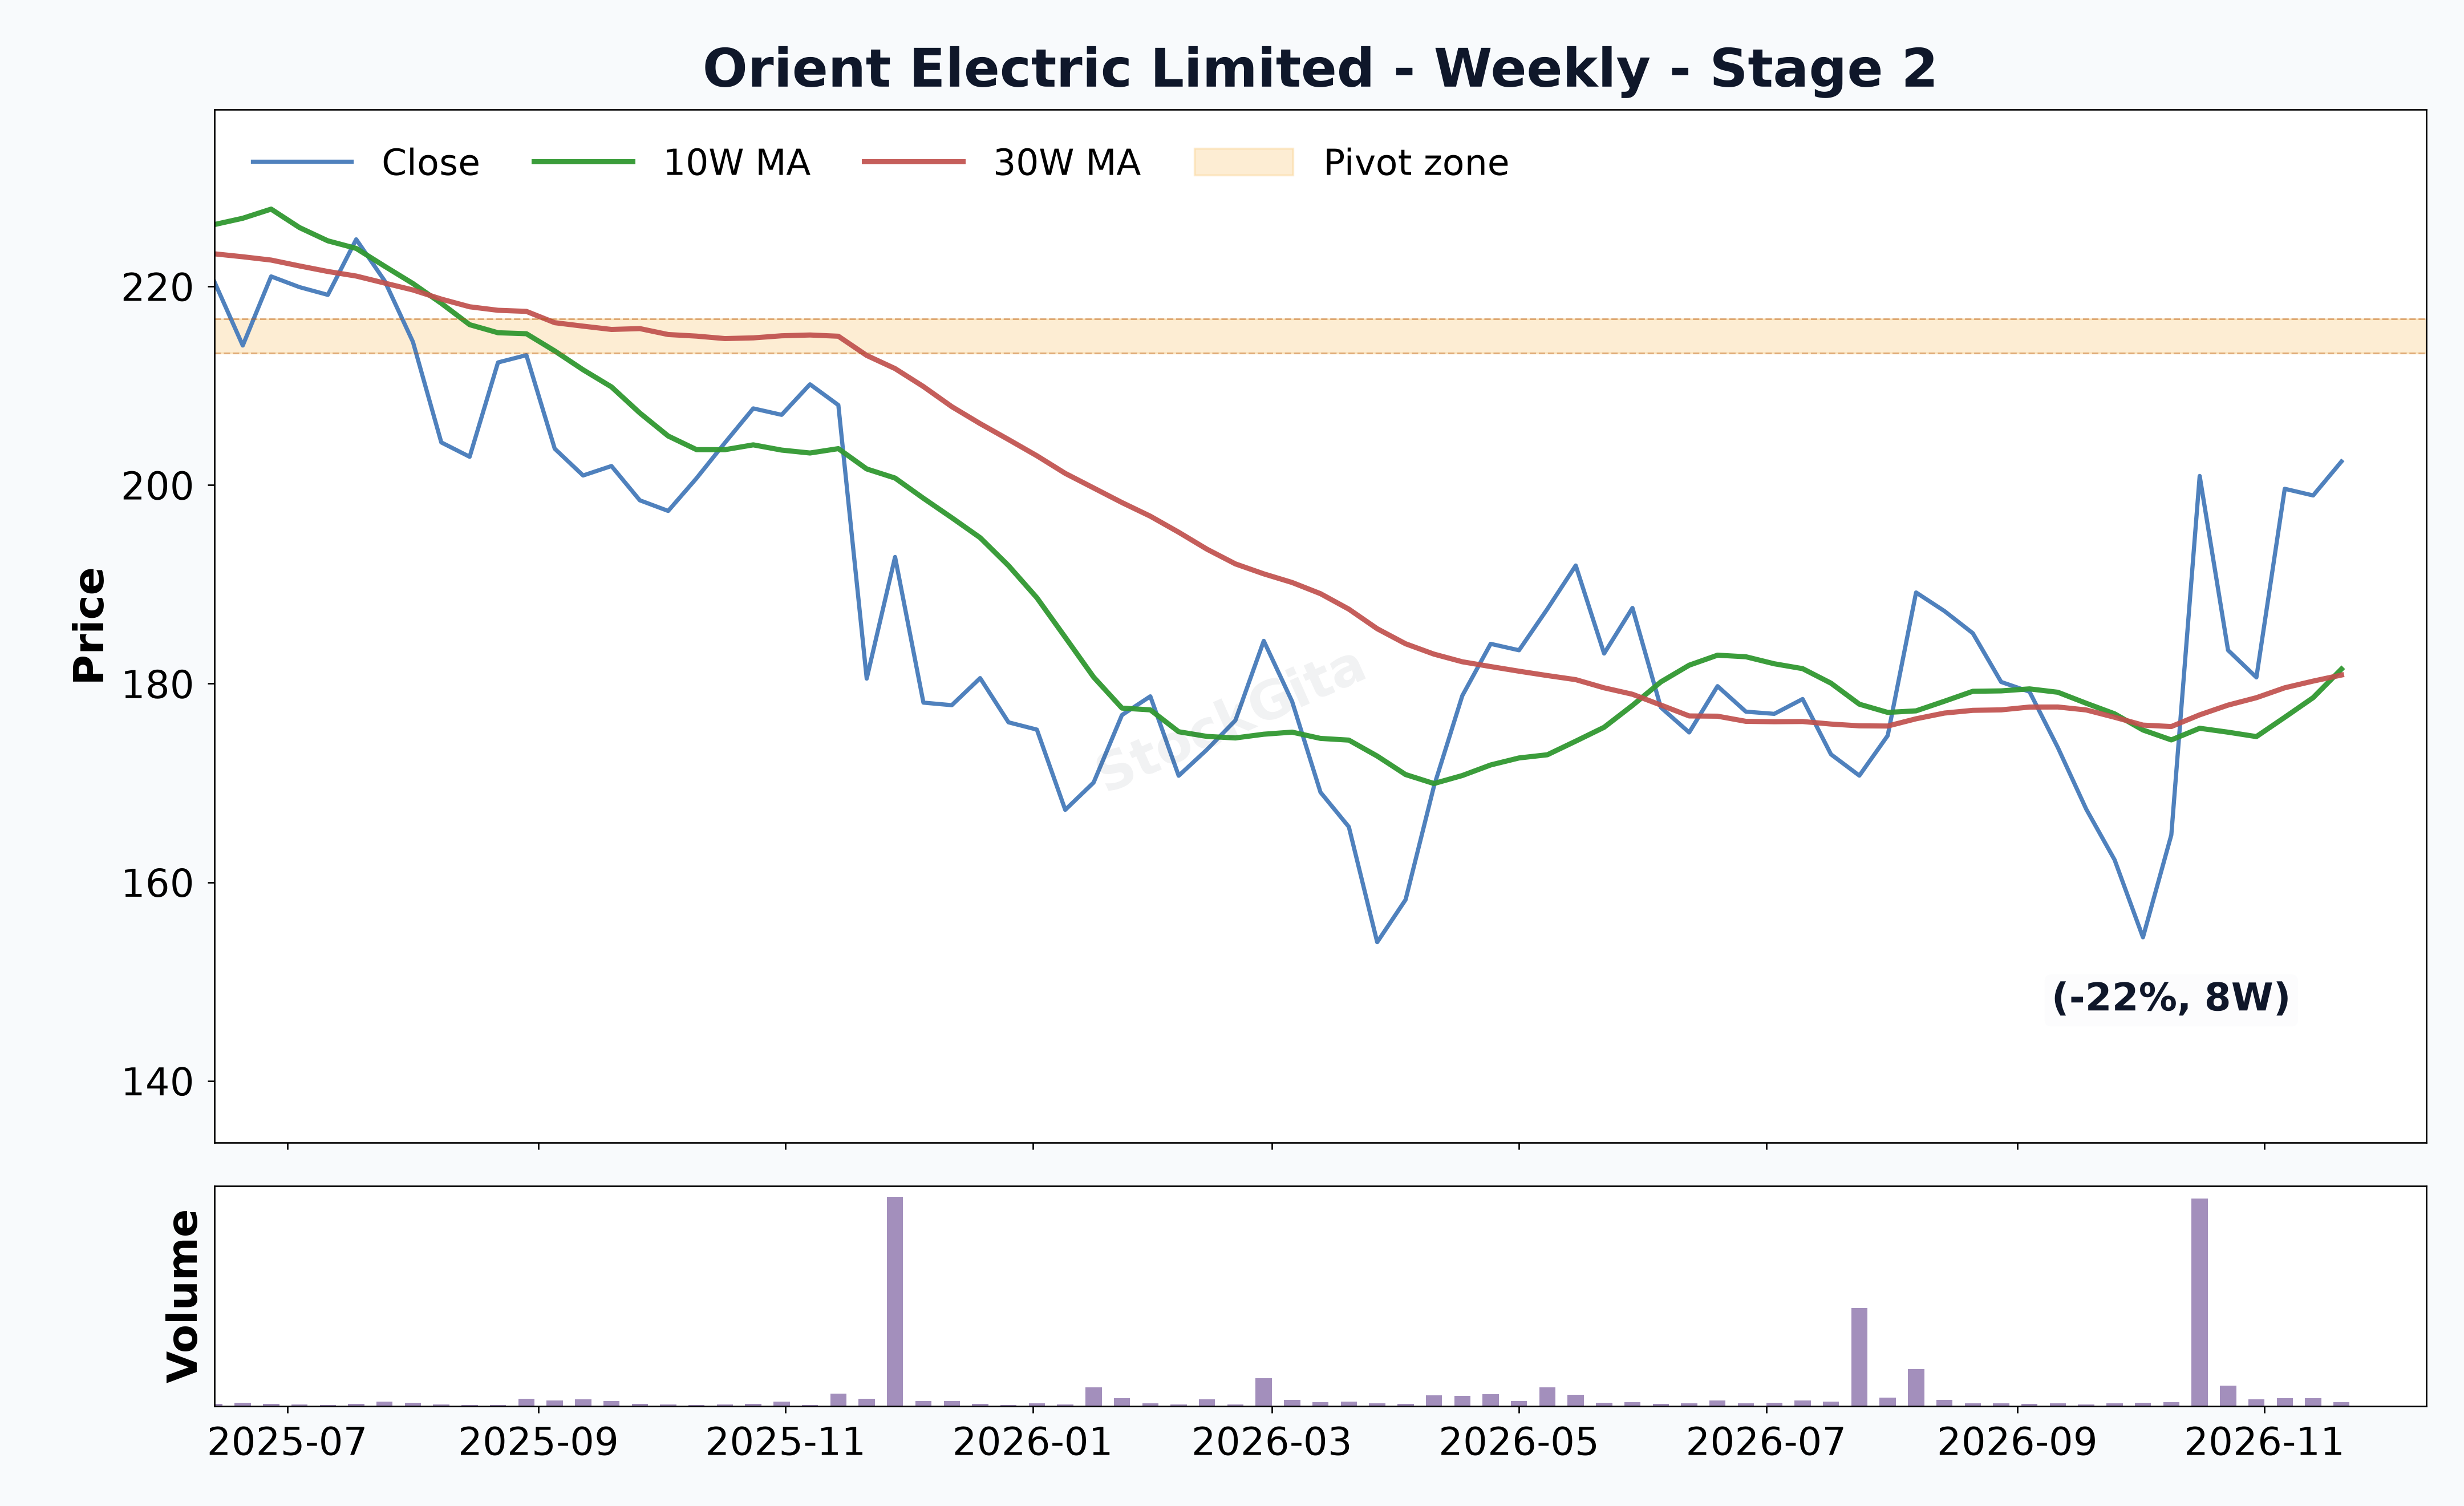 Orient Electric Limited - Weekly - Stage 2
Close 10W MA 30W MA Pivot zone
Price
220
200
180
160
140
StockGita
(-22%, 8W)
Volume
2025-07 2025-09 2025-11 2026-01 2026-03 2026-05 2026-07 2026-09 2026-11